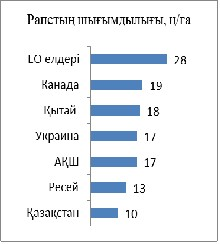 Рапстың шығымдылығы, ц/га
ЕО елдері 28
Канада 19
Қытай 18
Украина 17
АҚШ 17
Ресей 13
Қазақстан 10